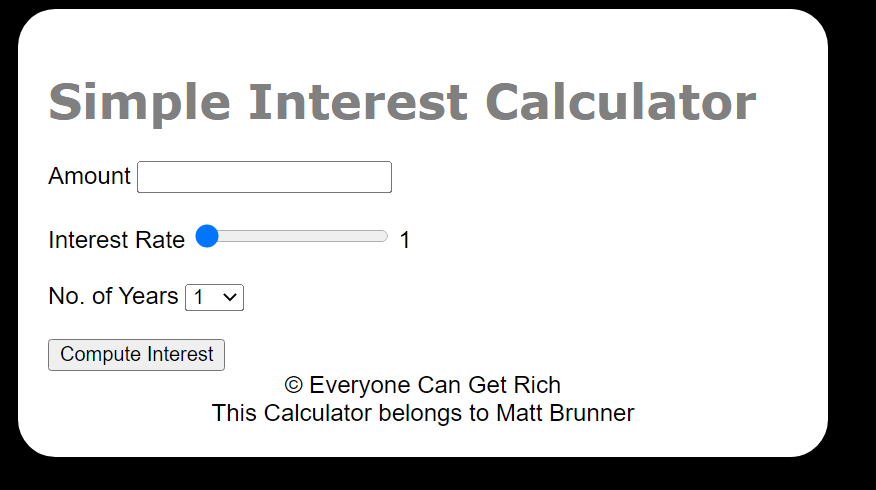 Simple Interest Calculator
Amount
Interest Rate 1
No. of Years 1
Compute Interest
© Everyone Can Get Rich
This Calculator belongs to Matt Brunner